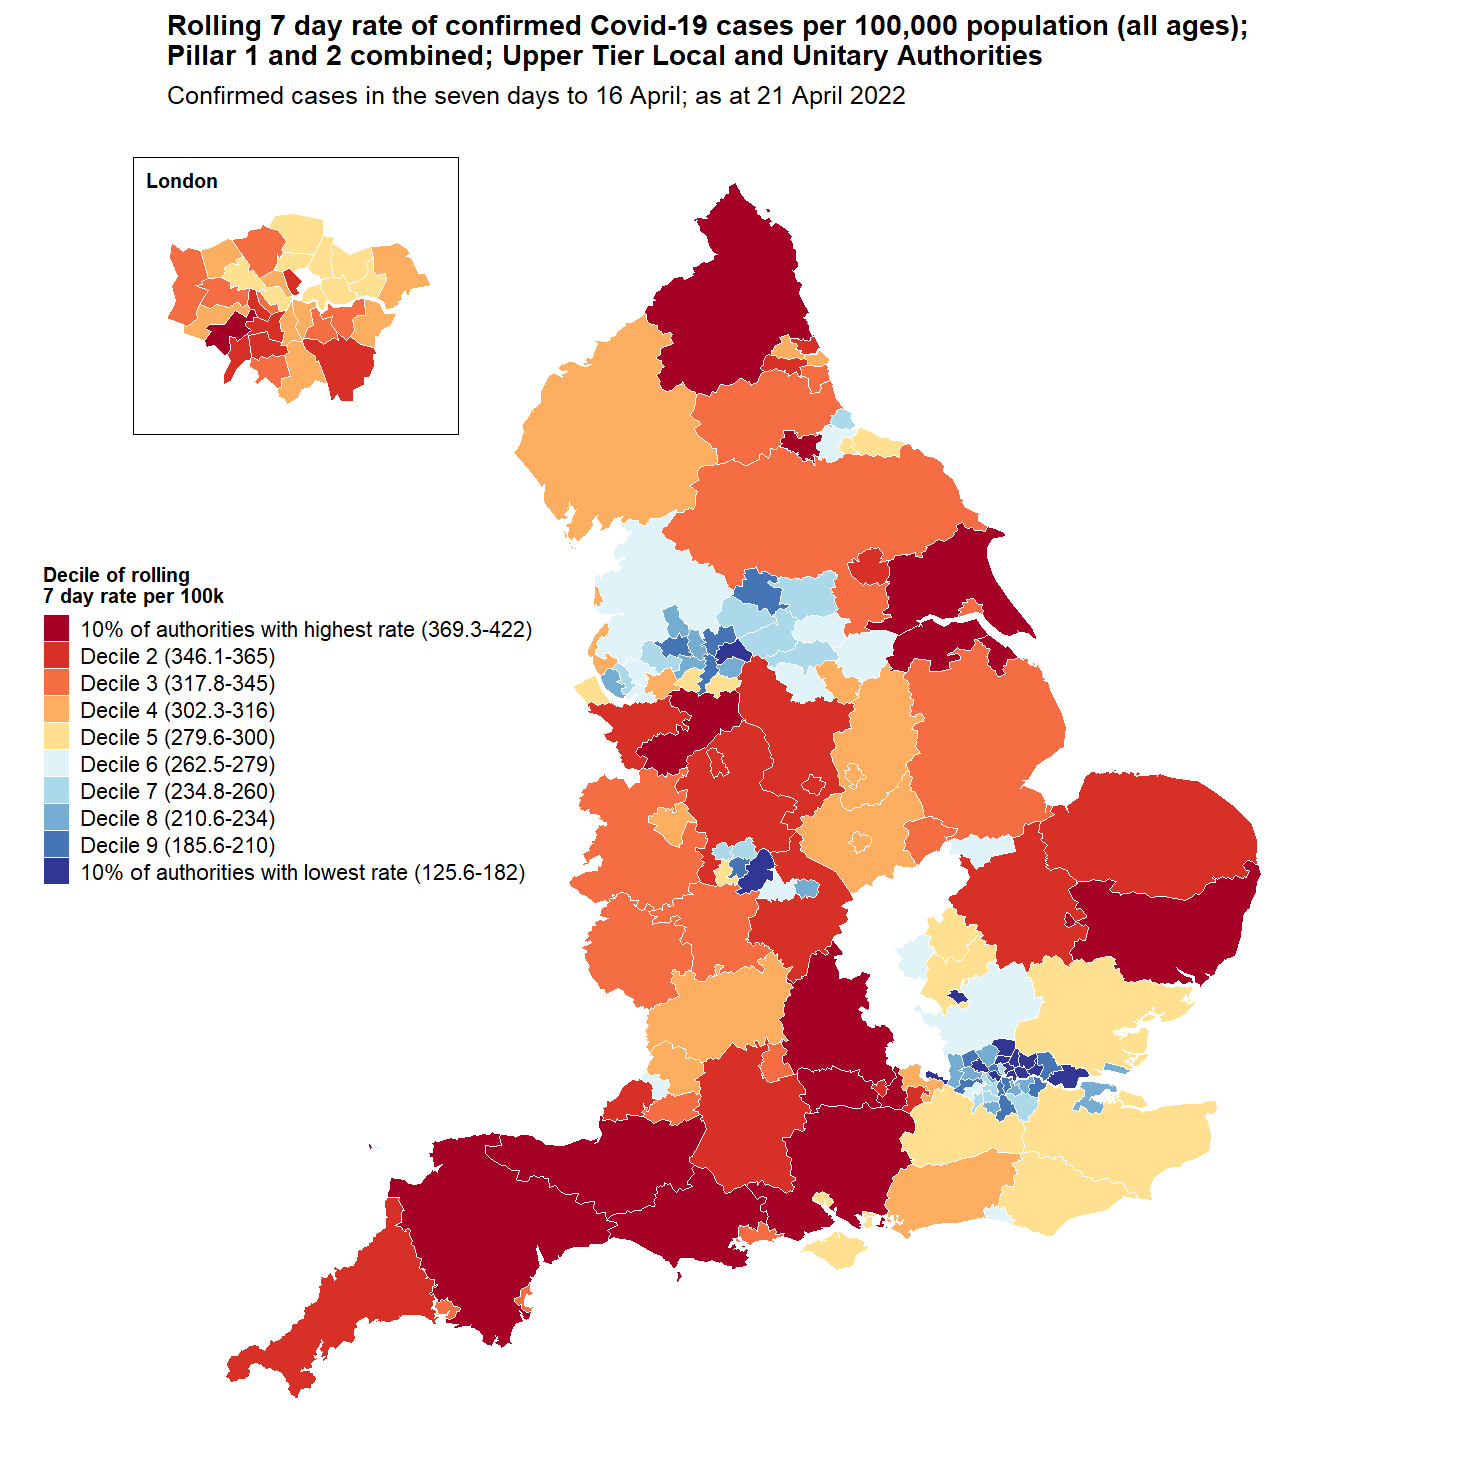 Rolling 7 day rate of confirmed Covid-19 cases per 100,000 population (all ages);
Pillar 1 and 2 combined; Upper Tier Local and Unitary Authorities
Confirmed cases in the seven days to 16 April; as at 21 April 2022
London
Decile of rolling
7 day rate per 100k
10% of authorities with highest rate (369.3-422)
Decile 2 (346.1-365)
Decile 3 (317.8-345)
Decile 4 (302.3-316)
Decile 5 (279.6-300)
Decile 6 (262.5-279)
Decile 7 (234.8-260)
Decile 8 (210.6-234)
Decile 9 (185.6-210)
10% of authorities with lowest rate (125.6-182)